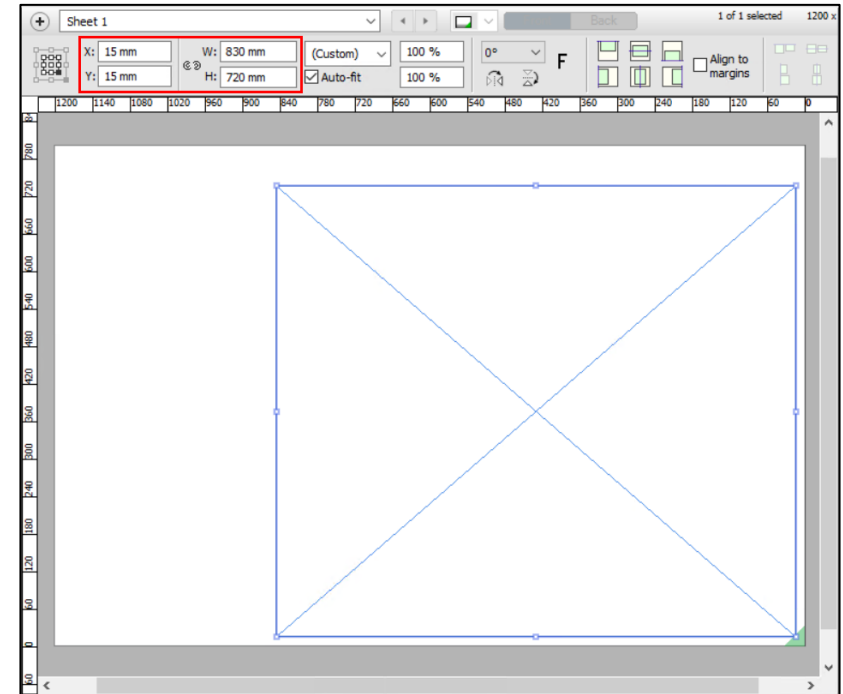 Sheet 1
Back
1 of 1 selected
1200 x
X: 15 mm
W: 830 mm
(Custom)
100 %
0°
F
Align to
margins
Y: 15 mm
H: 720 mm
Auto-fit
100 %
1200 1140 1080 1020 960 900 840 780 720 660 600 540 480 420 360 300 240 180 120 60 0
84
780
720
660
600
540
480
420
360
300
240
180
120
60
0
60